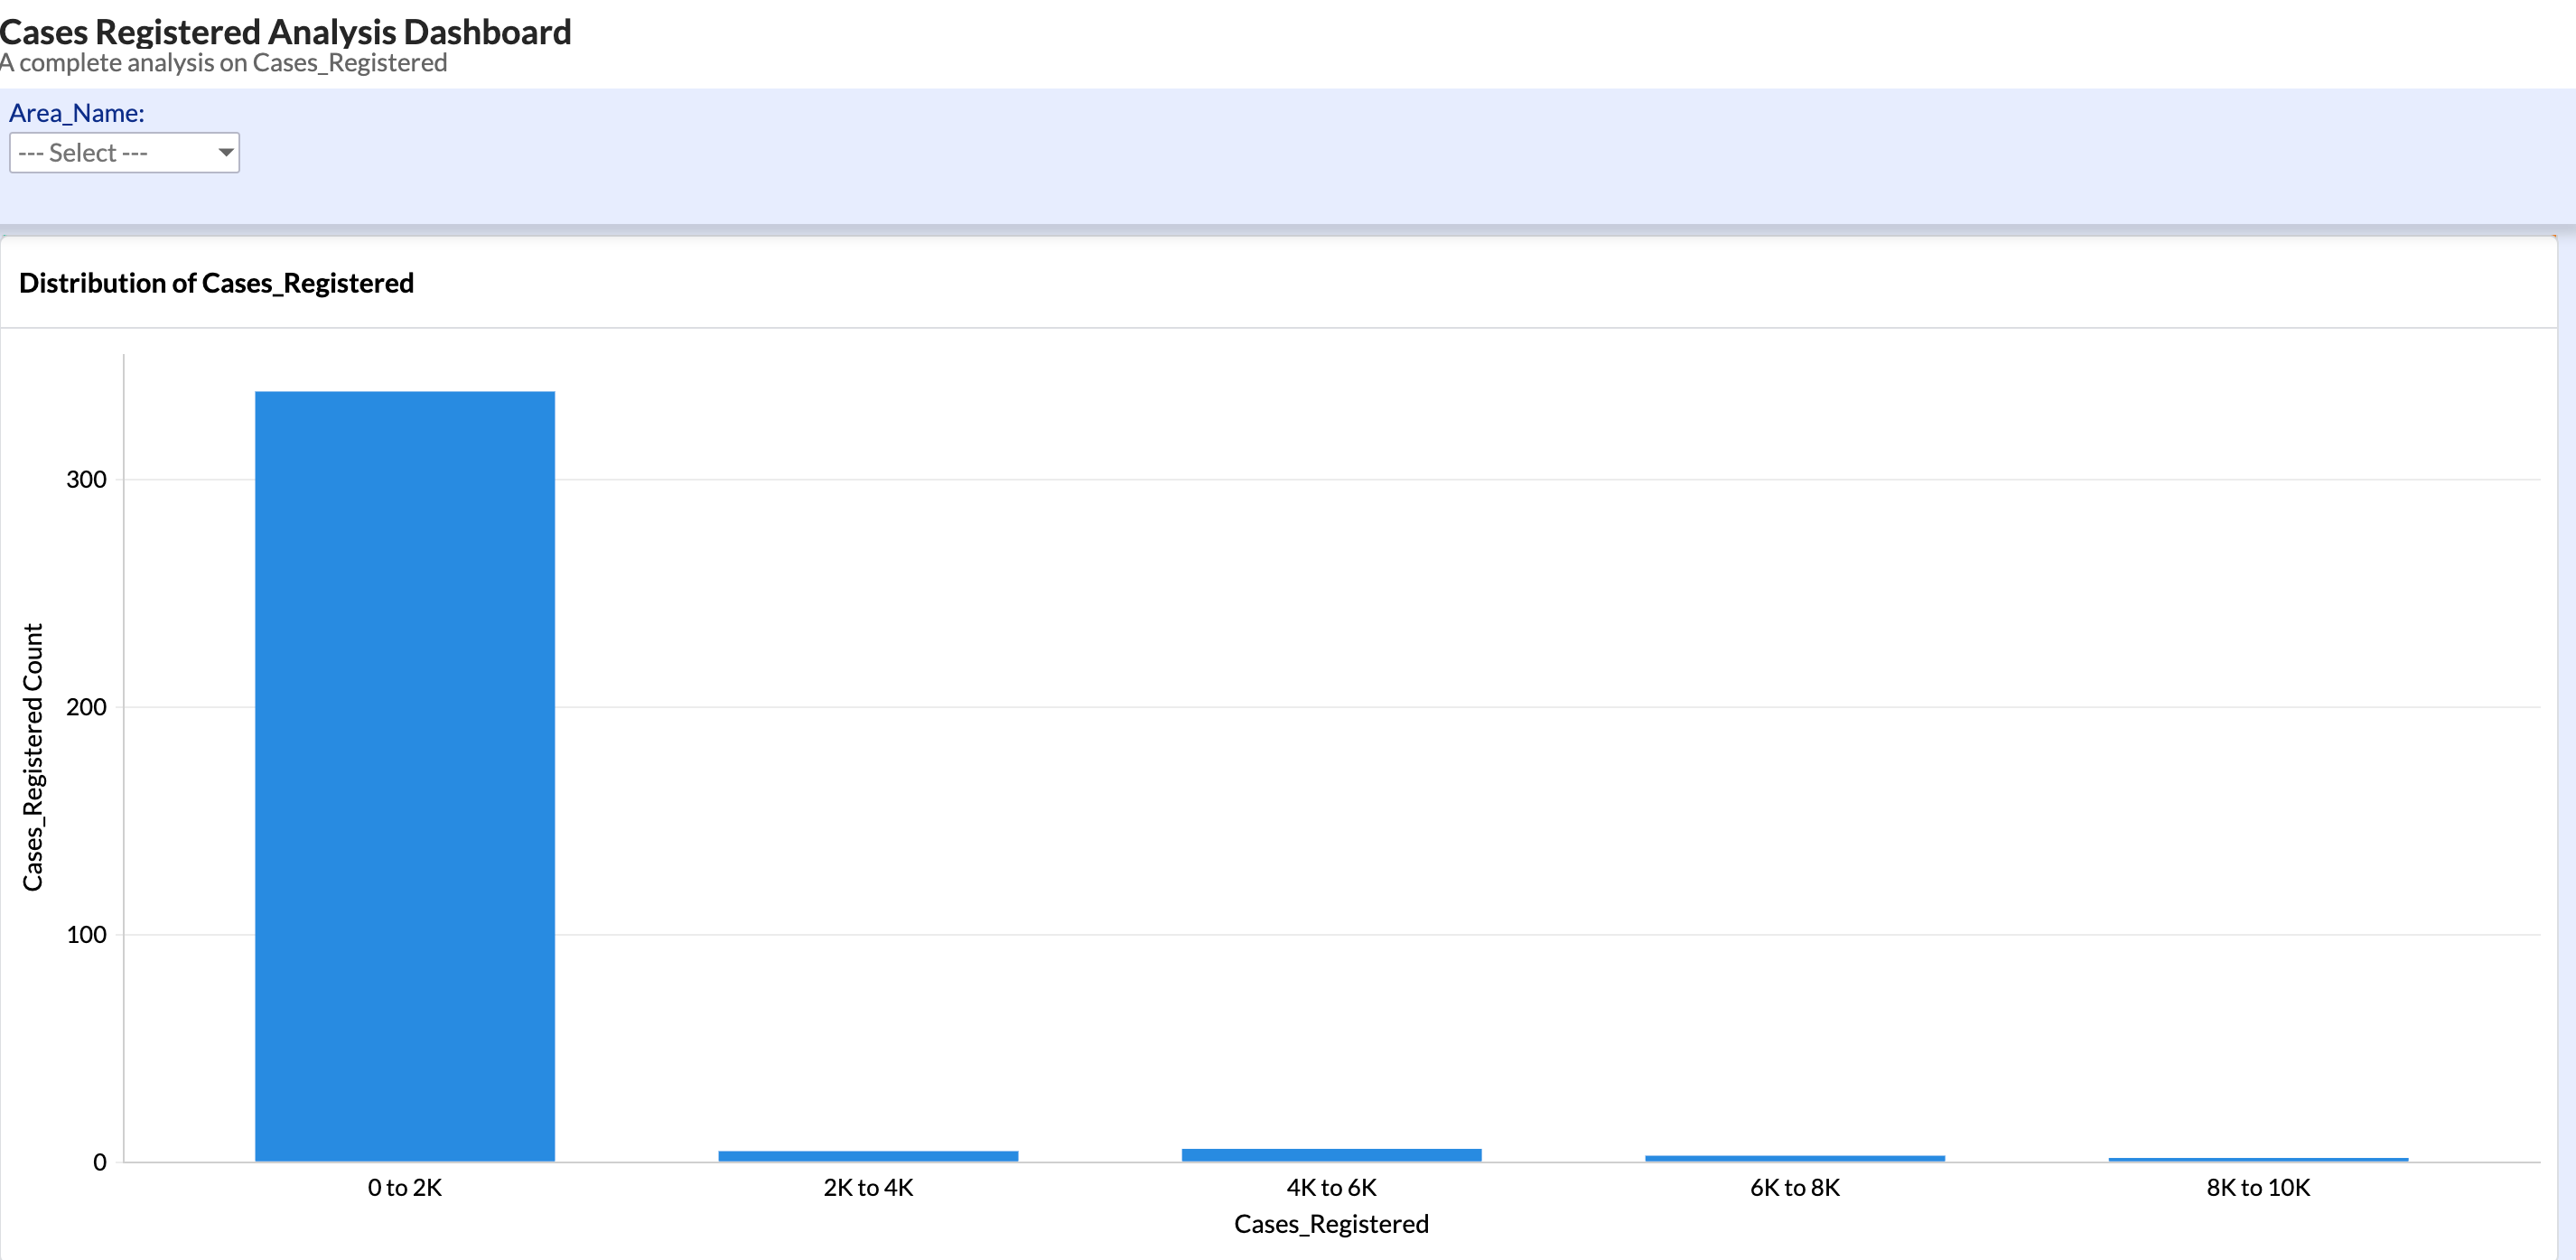 Cases Registered Analysis Dashboard
A complete analysis on Cases_Registered
Area_Name:
--- Select ---
Distribution of Cases_Registered
Cases_Registered Count
300
200
100
0
0 to 2K
2K to 4K
4K to 6K
6K to 8K
8K to 10K
Cases_Registered